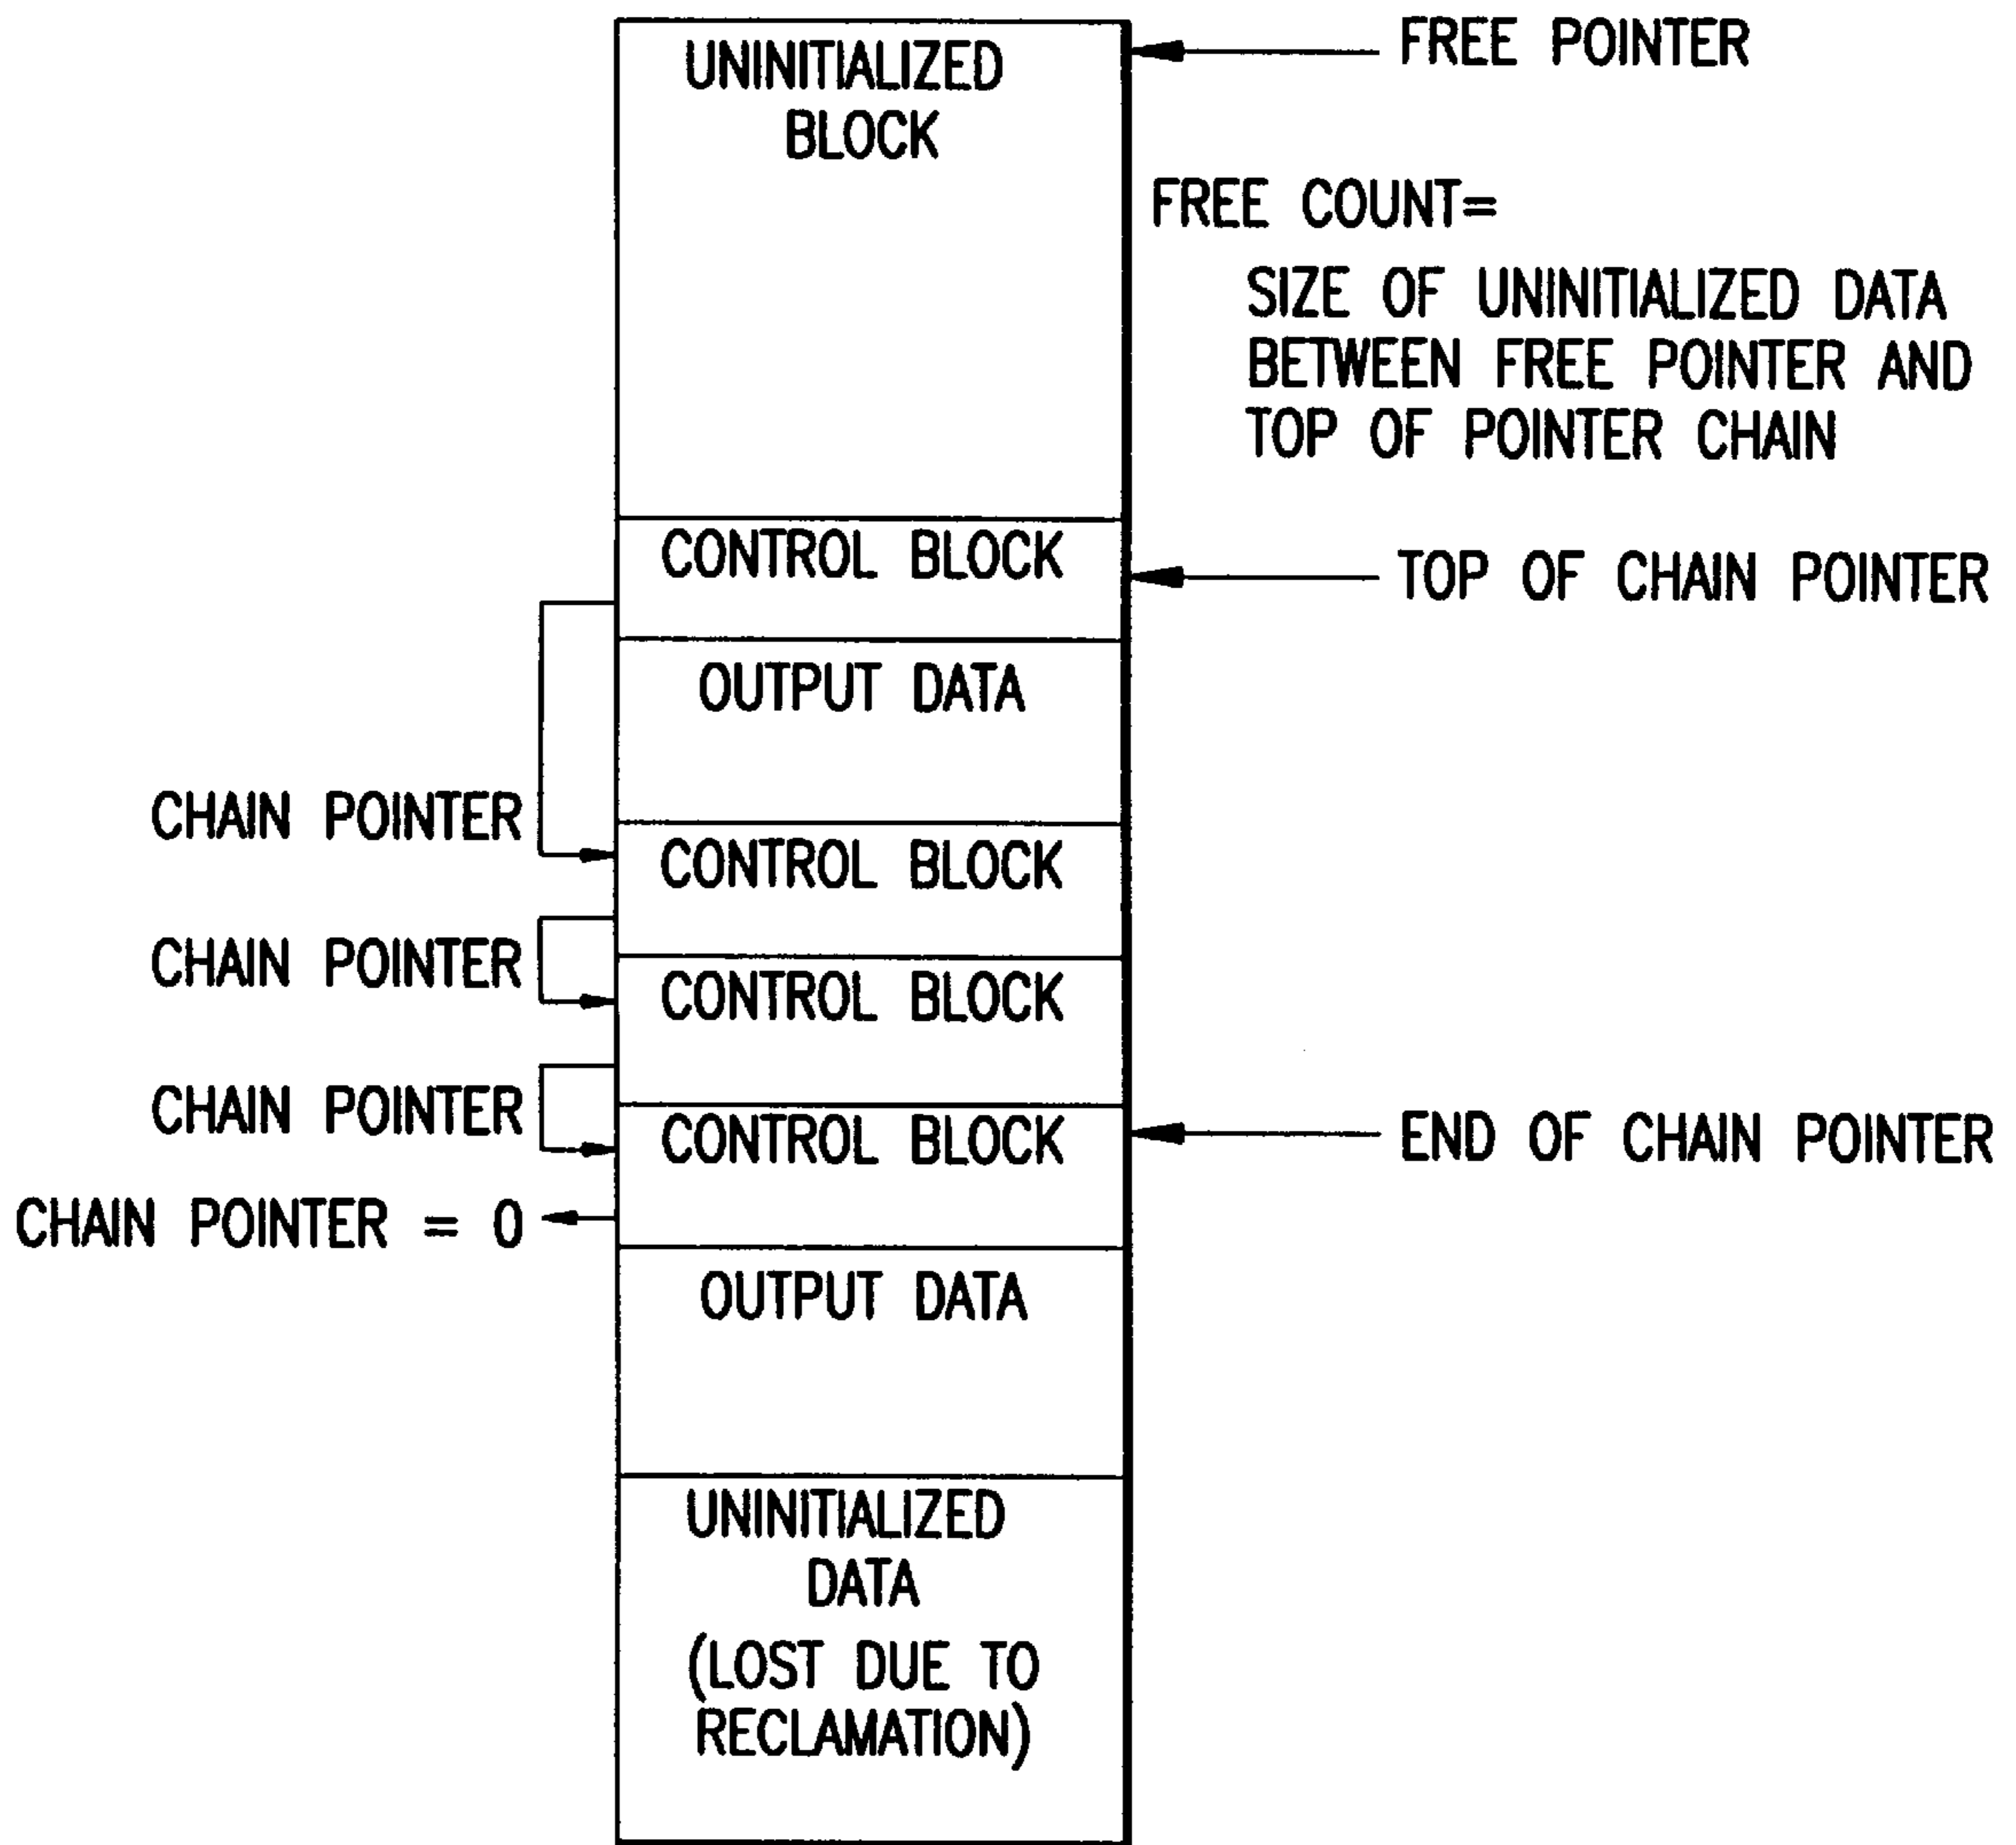 UNINITIALIZED
BLOCK
FREE POINTER
FREE COUNT=
SIZE OF UNINITIALIZED DATA
BETWEEN FREE POINTER AND
TOP OF POINTER CHAIN
CONTROL BLOCK
TOP OF CHAIN POINTER
OUTPUT DATA
CHAIN POINTER
CONTROL BLOCK
CHAIN POINTER
CONTROL BLOCK
CHAIN POINTER
CONTROL BLOCK
END OF CHAIN POINTER
CHAIN POINTER = 0
OUTPUT DATA
UNINITIALIZED
DATA
(LOST DUE TO
RECLAMATION)